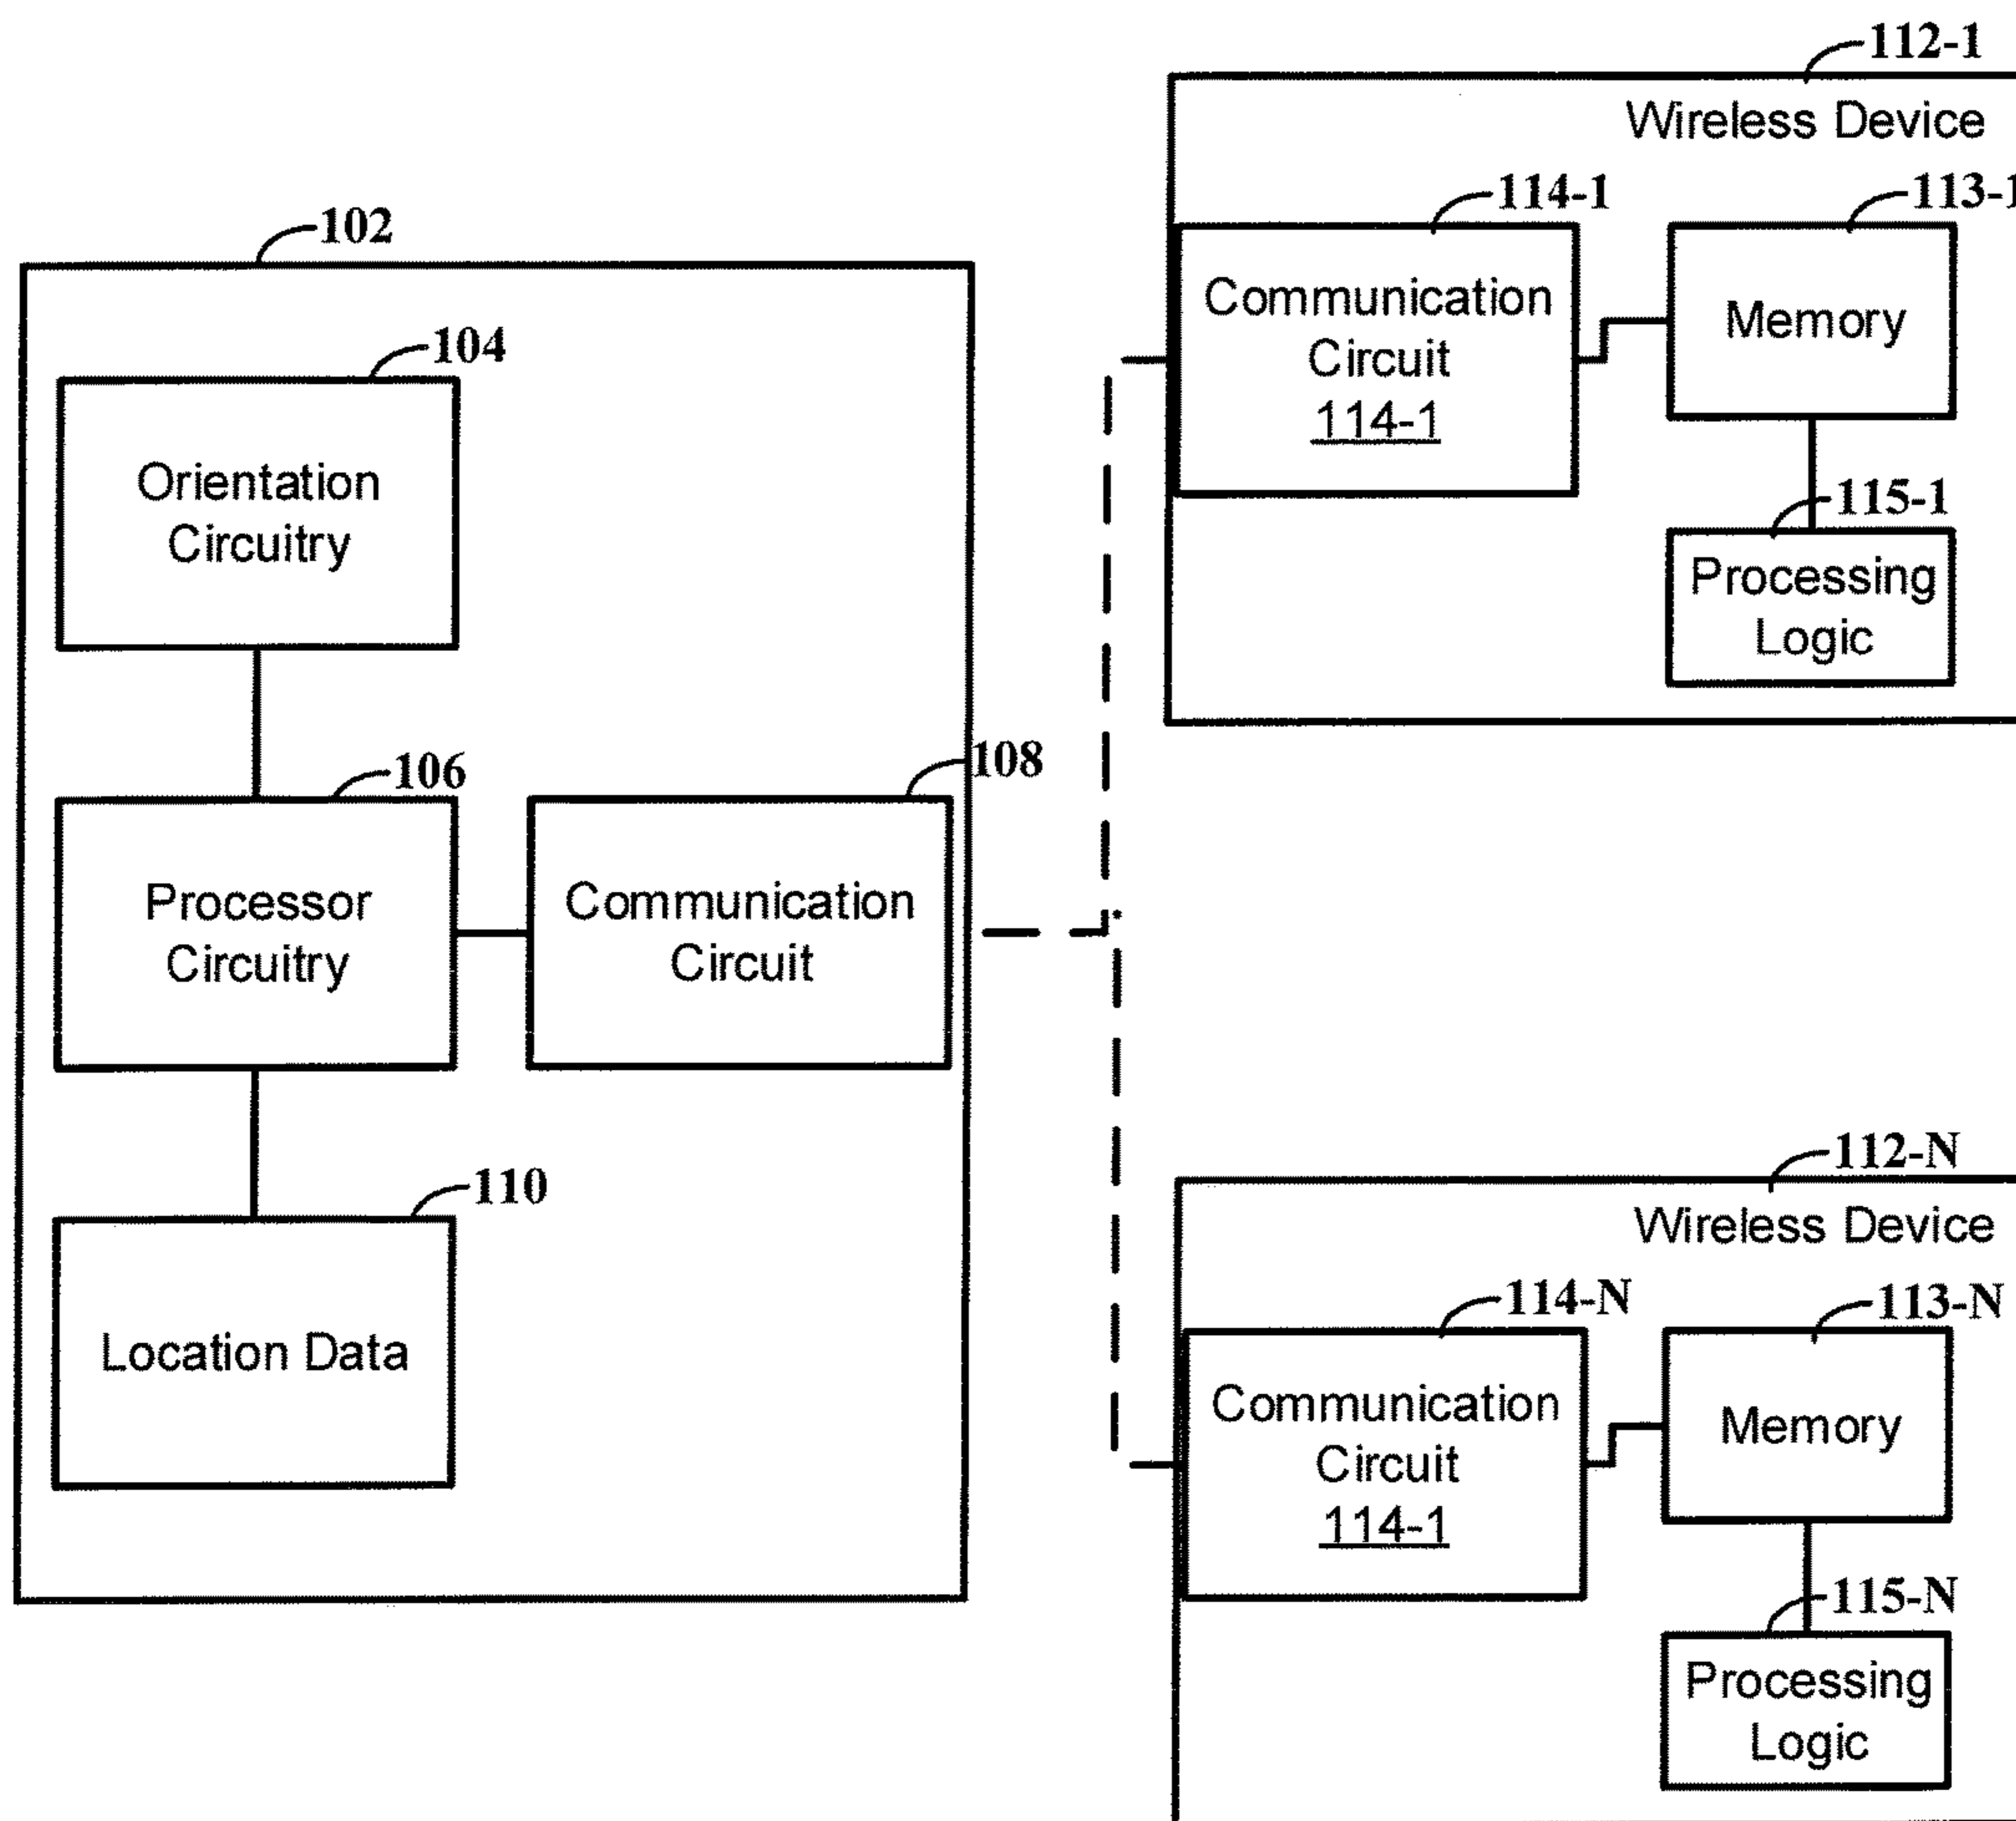 112-1
Wireless Device
114-1
113-1
Communication
Circuit
114-1
Memory
115-1
Processing
Logic
102
104
Orientation
Circuitry
106
108
Processor
Circuitry
Communication
Circuit
110
Location Data
112-N
Wireless Device
114-N
113-N
Communication
Circuit
114-1
Memory
115-N
Processing
Logic